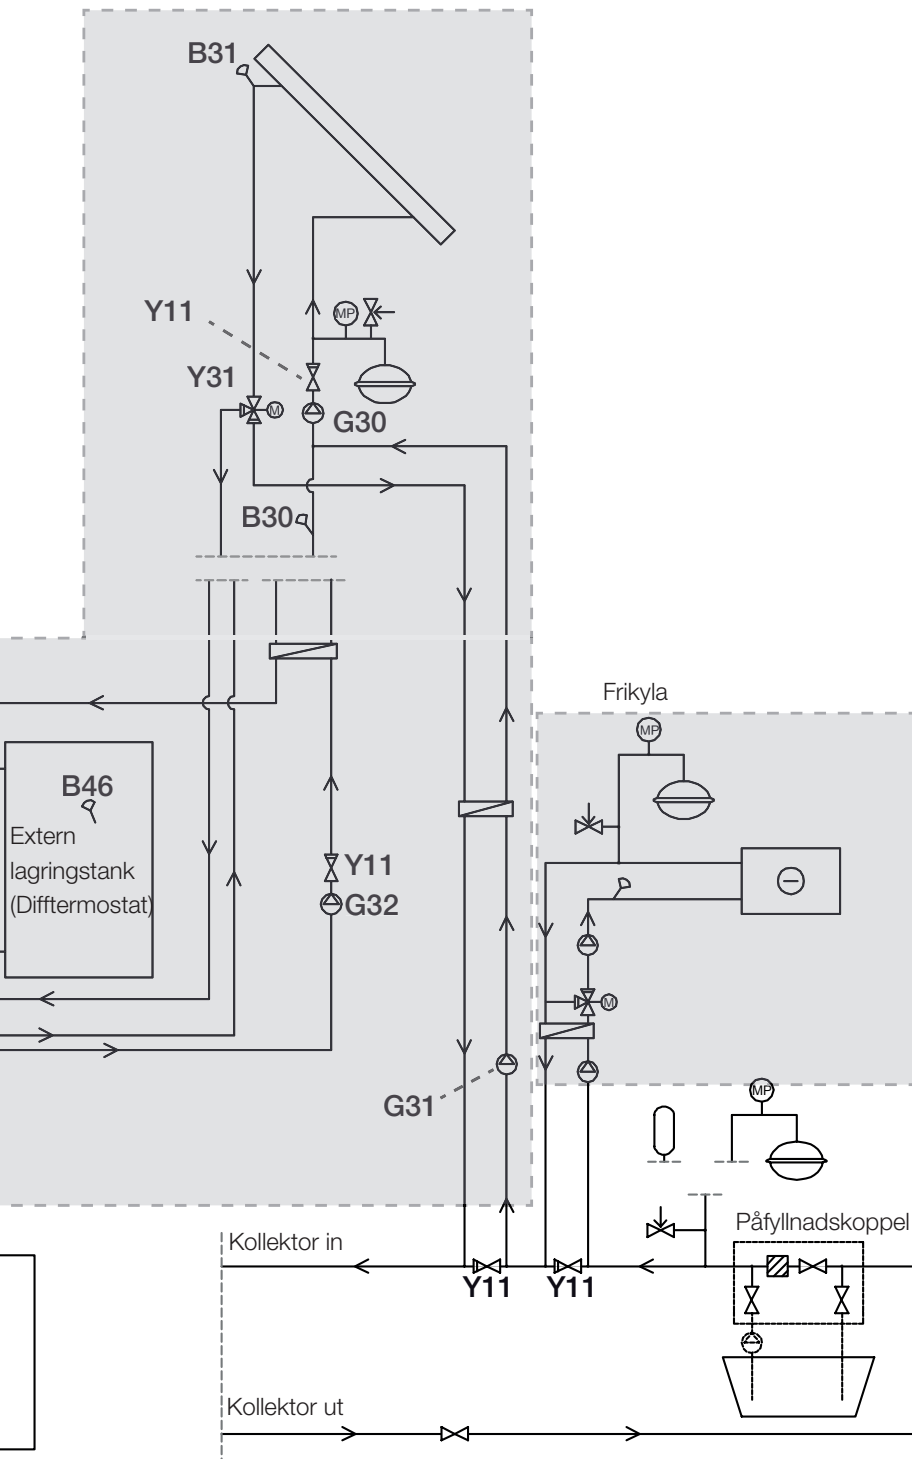 B31
Y11
MP
Y31
M
G30
B30
Frikyla
MP
B46
Extern
lagringstank
(Difftermostat)
Y11
G32
M
G31
MP
Påfyllnadskoppel
Kollektor in
Y11
Y11
Kollektor ut